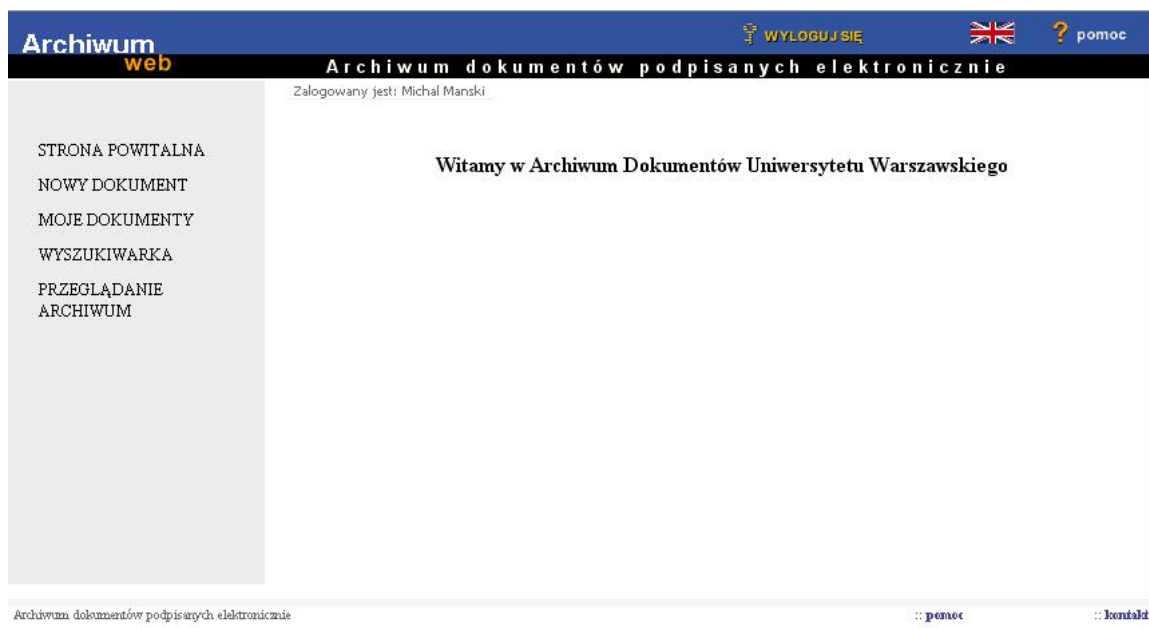 Archiwum
web
WYLOGUJ SIĘ
? pomoc
Archiwum dokumentów podpisanych elektronicznie
Zalogowany jest: Michal Manski
STRONA POWITALNA
NOWY DOKUMENT
MOJE DOKUMENTY
WYSZUKIWARKA
PRZEGLĄDANIE
ARCHIWUM
Witamy w Archiwum Dokumentów Uniwersytetu Warszawskiego
Archiwum dokumentów podpisanych elektronicznie
:: pomoc
:: kontakt